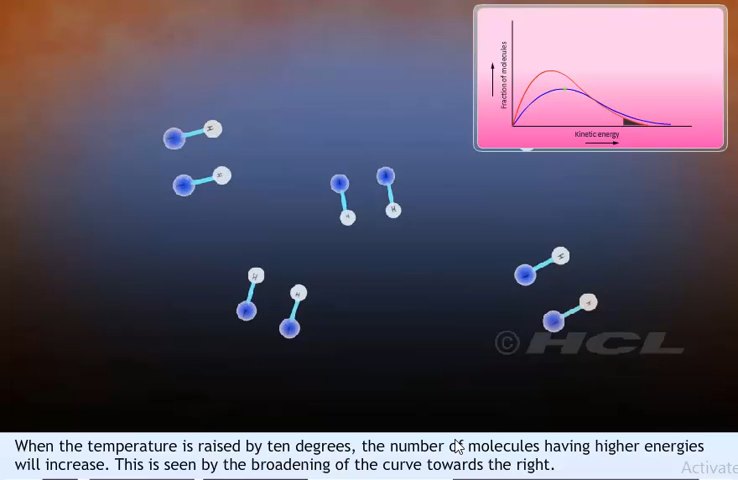 Fraction of molecules
Kinetic energy
H
H
H
H
H
H
H
© HCL
When the temperature is raised by ten degrees, the number of molecules having higher energies
will increase. This is seen by the broadening of the curve towards the right.
Activate